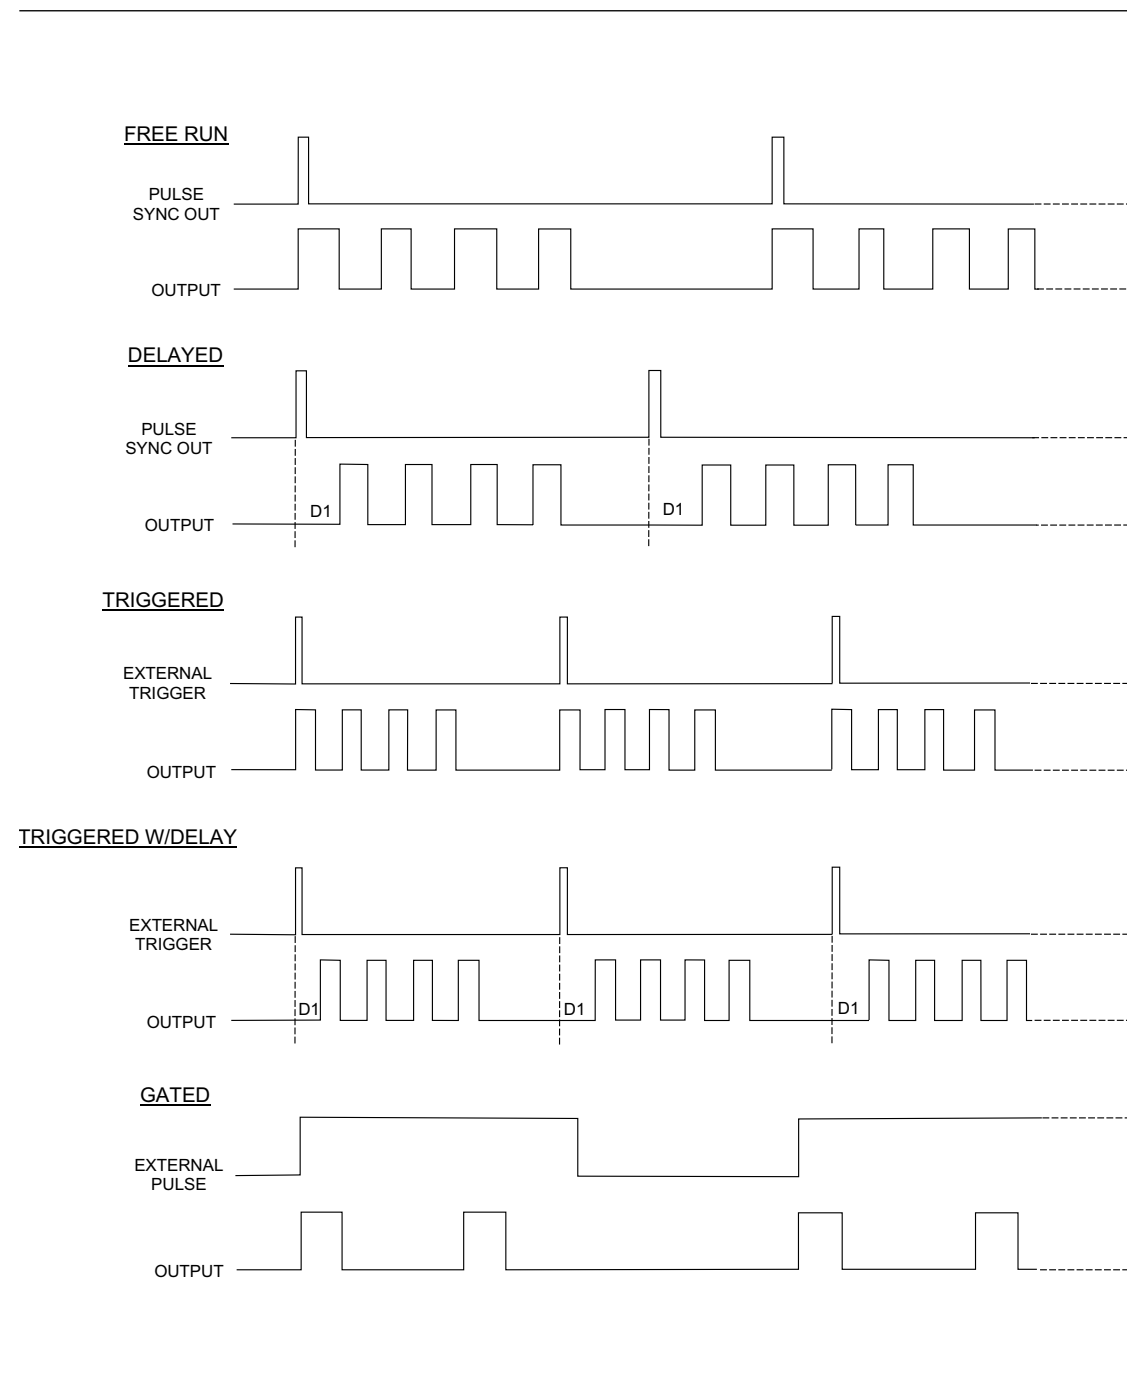 FREE RUN
PULSE
SYNC OUT
OUTPUT
DELAYED
PULSE
SYNC OUT
D1
D1
OUTPUT
TRIGGERED
EXTERNAL
TRIGGER
OUTPUT
TRIGGERED W/DELAY
EXTERNAL
TRIGGER
D1
D1
D1
OUTPUT
GATED
EXTERNAL
PULSE
OUTPUT